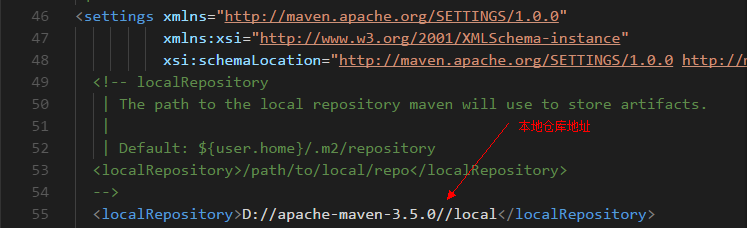 46 <settings xmlns="http://maven.apache.org/SETTINGS/1.0.0"
47 xmlns:xsi="http://www.w3.org/2001/XMLSchema-instance"
48 xsi:schemaLocation="http://maven.apache.org/SETTINGS/1.0.0 http://m
49 <!-- localRepository
50 | The path to the local repository maven will use to store artifacts.
51 |
本地仓库地址
52 | Default: ${user.home}/.m2/repository
53 <localRepository>/path/to/local/repo</localRepository>
54 -->
55 <localRepository>D://apache-maven-3.5.0//local</localRepository>